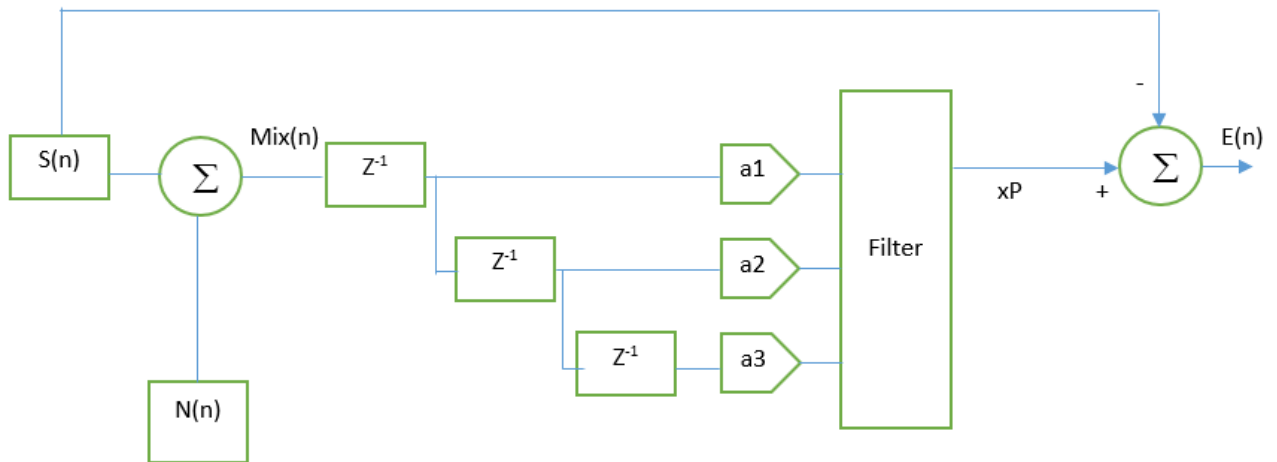 -
E(n)
Mix(n)
S(n)
Σ
Z⁻¹
a1
Σ
xP
+
Z⁻¹
a2
Filter
Z⁻¹
a3
N(n)